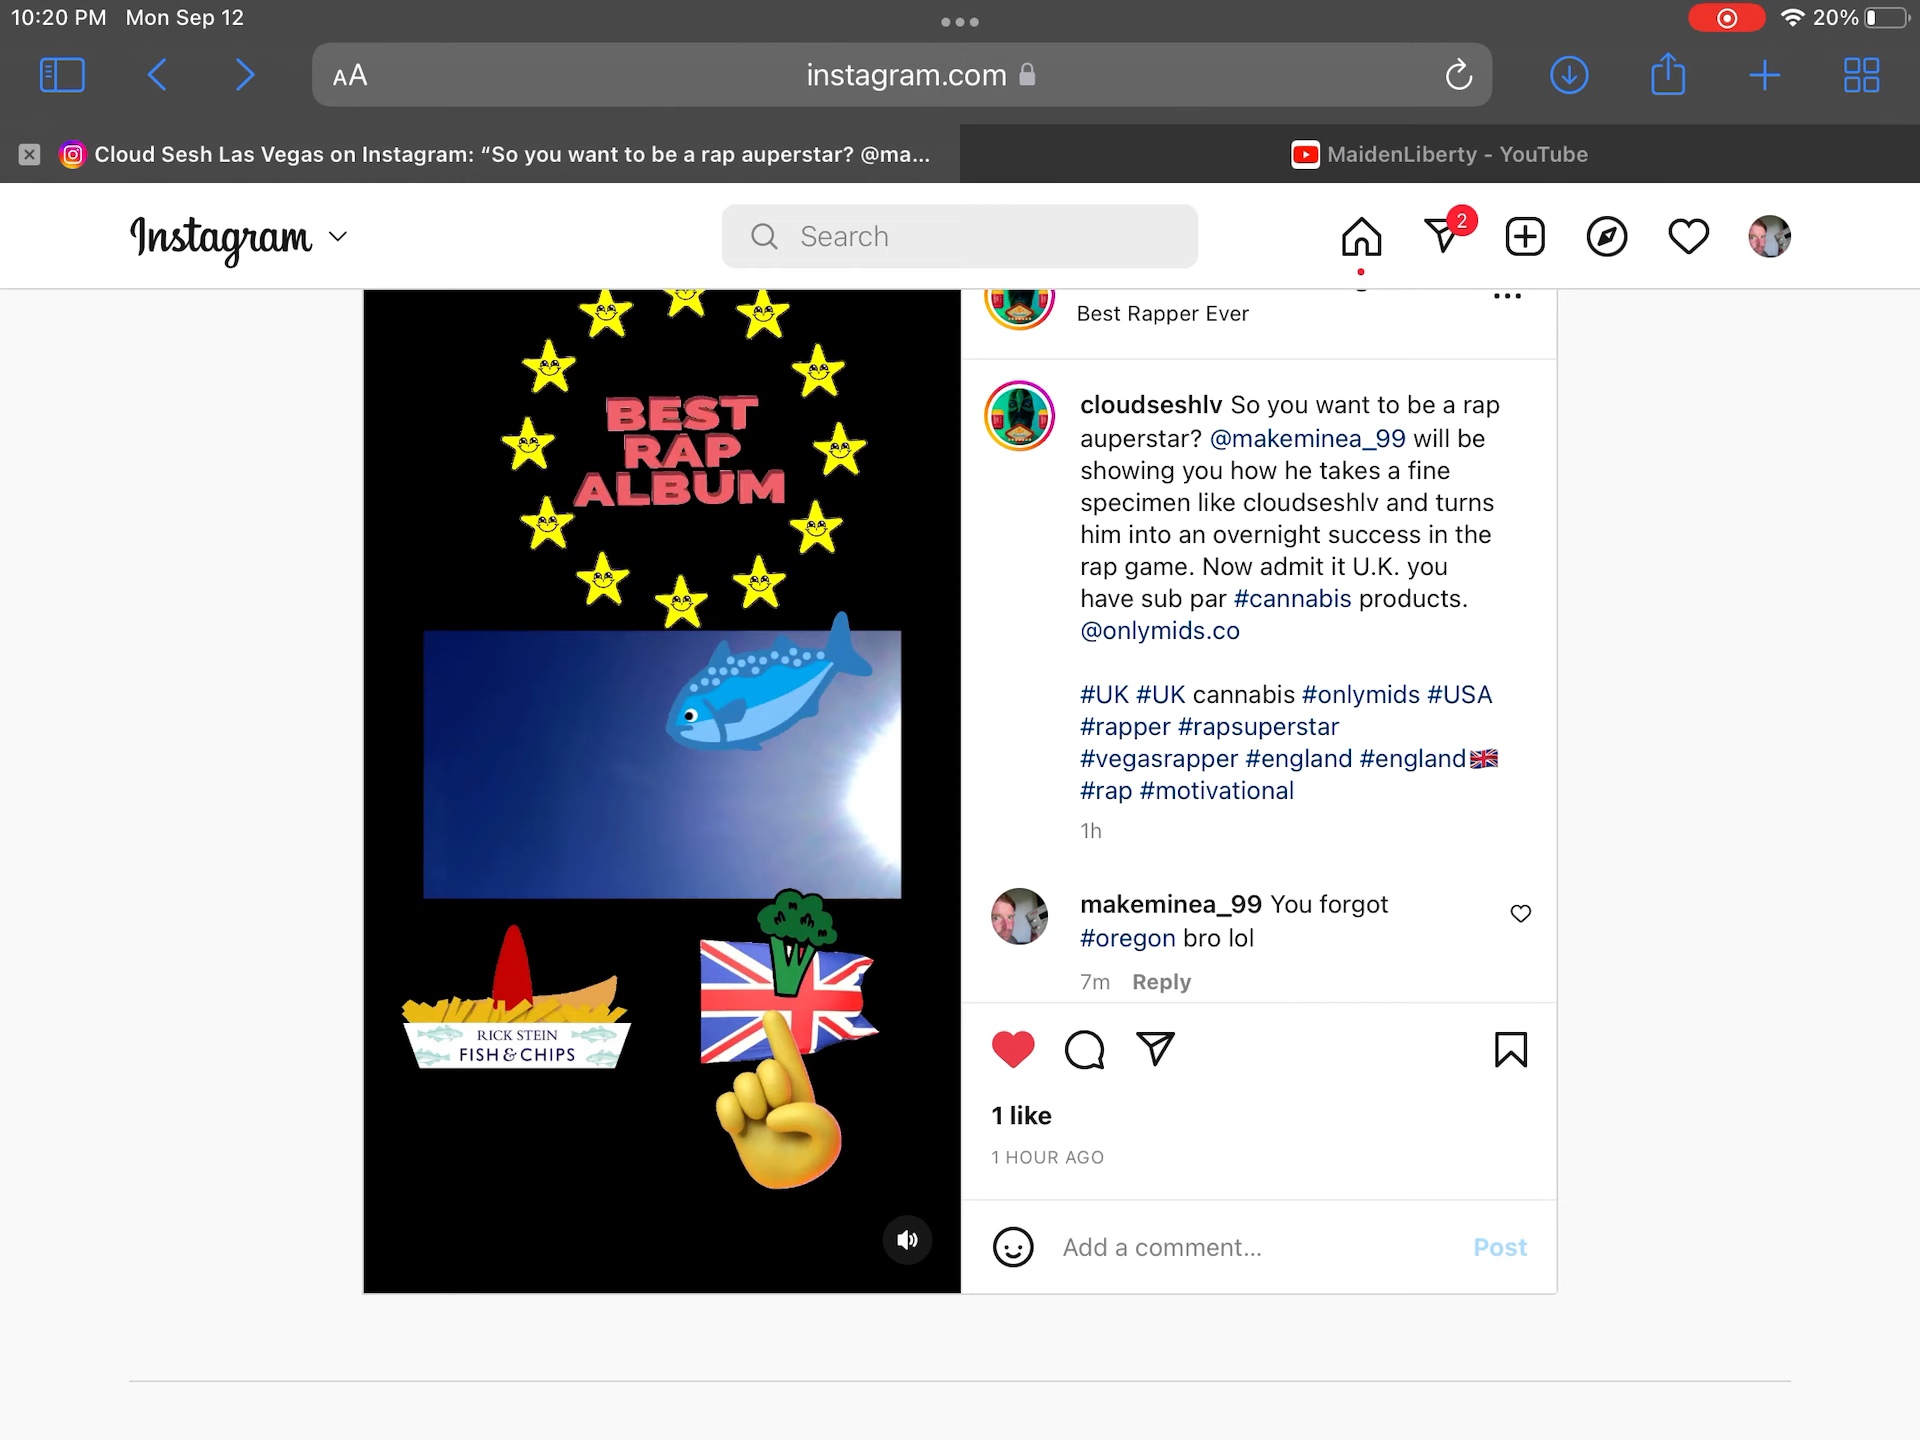 10:20 PM Mon Sep 12
20%
AA
instagram.com
Cloud Sesh Las Vegas on Instagram: “So you want to be a rap auperstar? @ma...
MaidenLiberty - YouTube
Instagram
Search
2
BEST
RAP
ALBUM
RICK STEIN
FISH & CHIPS
Best Rapper Ever
cloudseshlv So you want to be a rap
auperstar? @makeminea_99 will be
showing you how he takes a fine
specimen like cloudseshlv and turns
him into an overnight success in the
rap game. Now admit it U.K. you
have sub par #cannabis products.
@onlymids.co
#UK #UK cannabis #onlymids #USA
#rapper #rapsuperstar
#vegasrapper #england #england🇬🇧
#rap #motivational
1h
makeminea_99 You forgot
#oregon bro lol
7m Reply
1 like
1 HOUR AGO
Add a comment...
Post